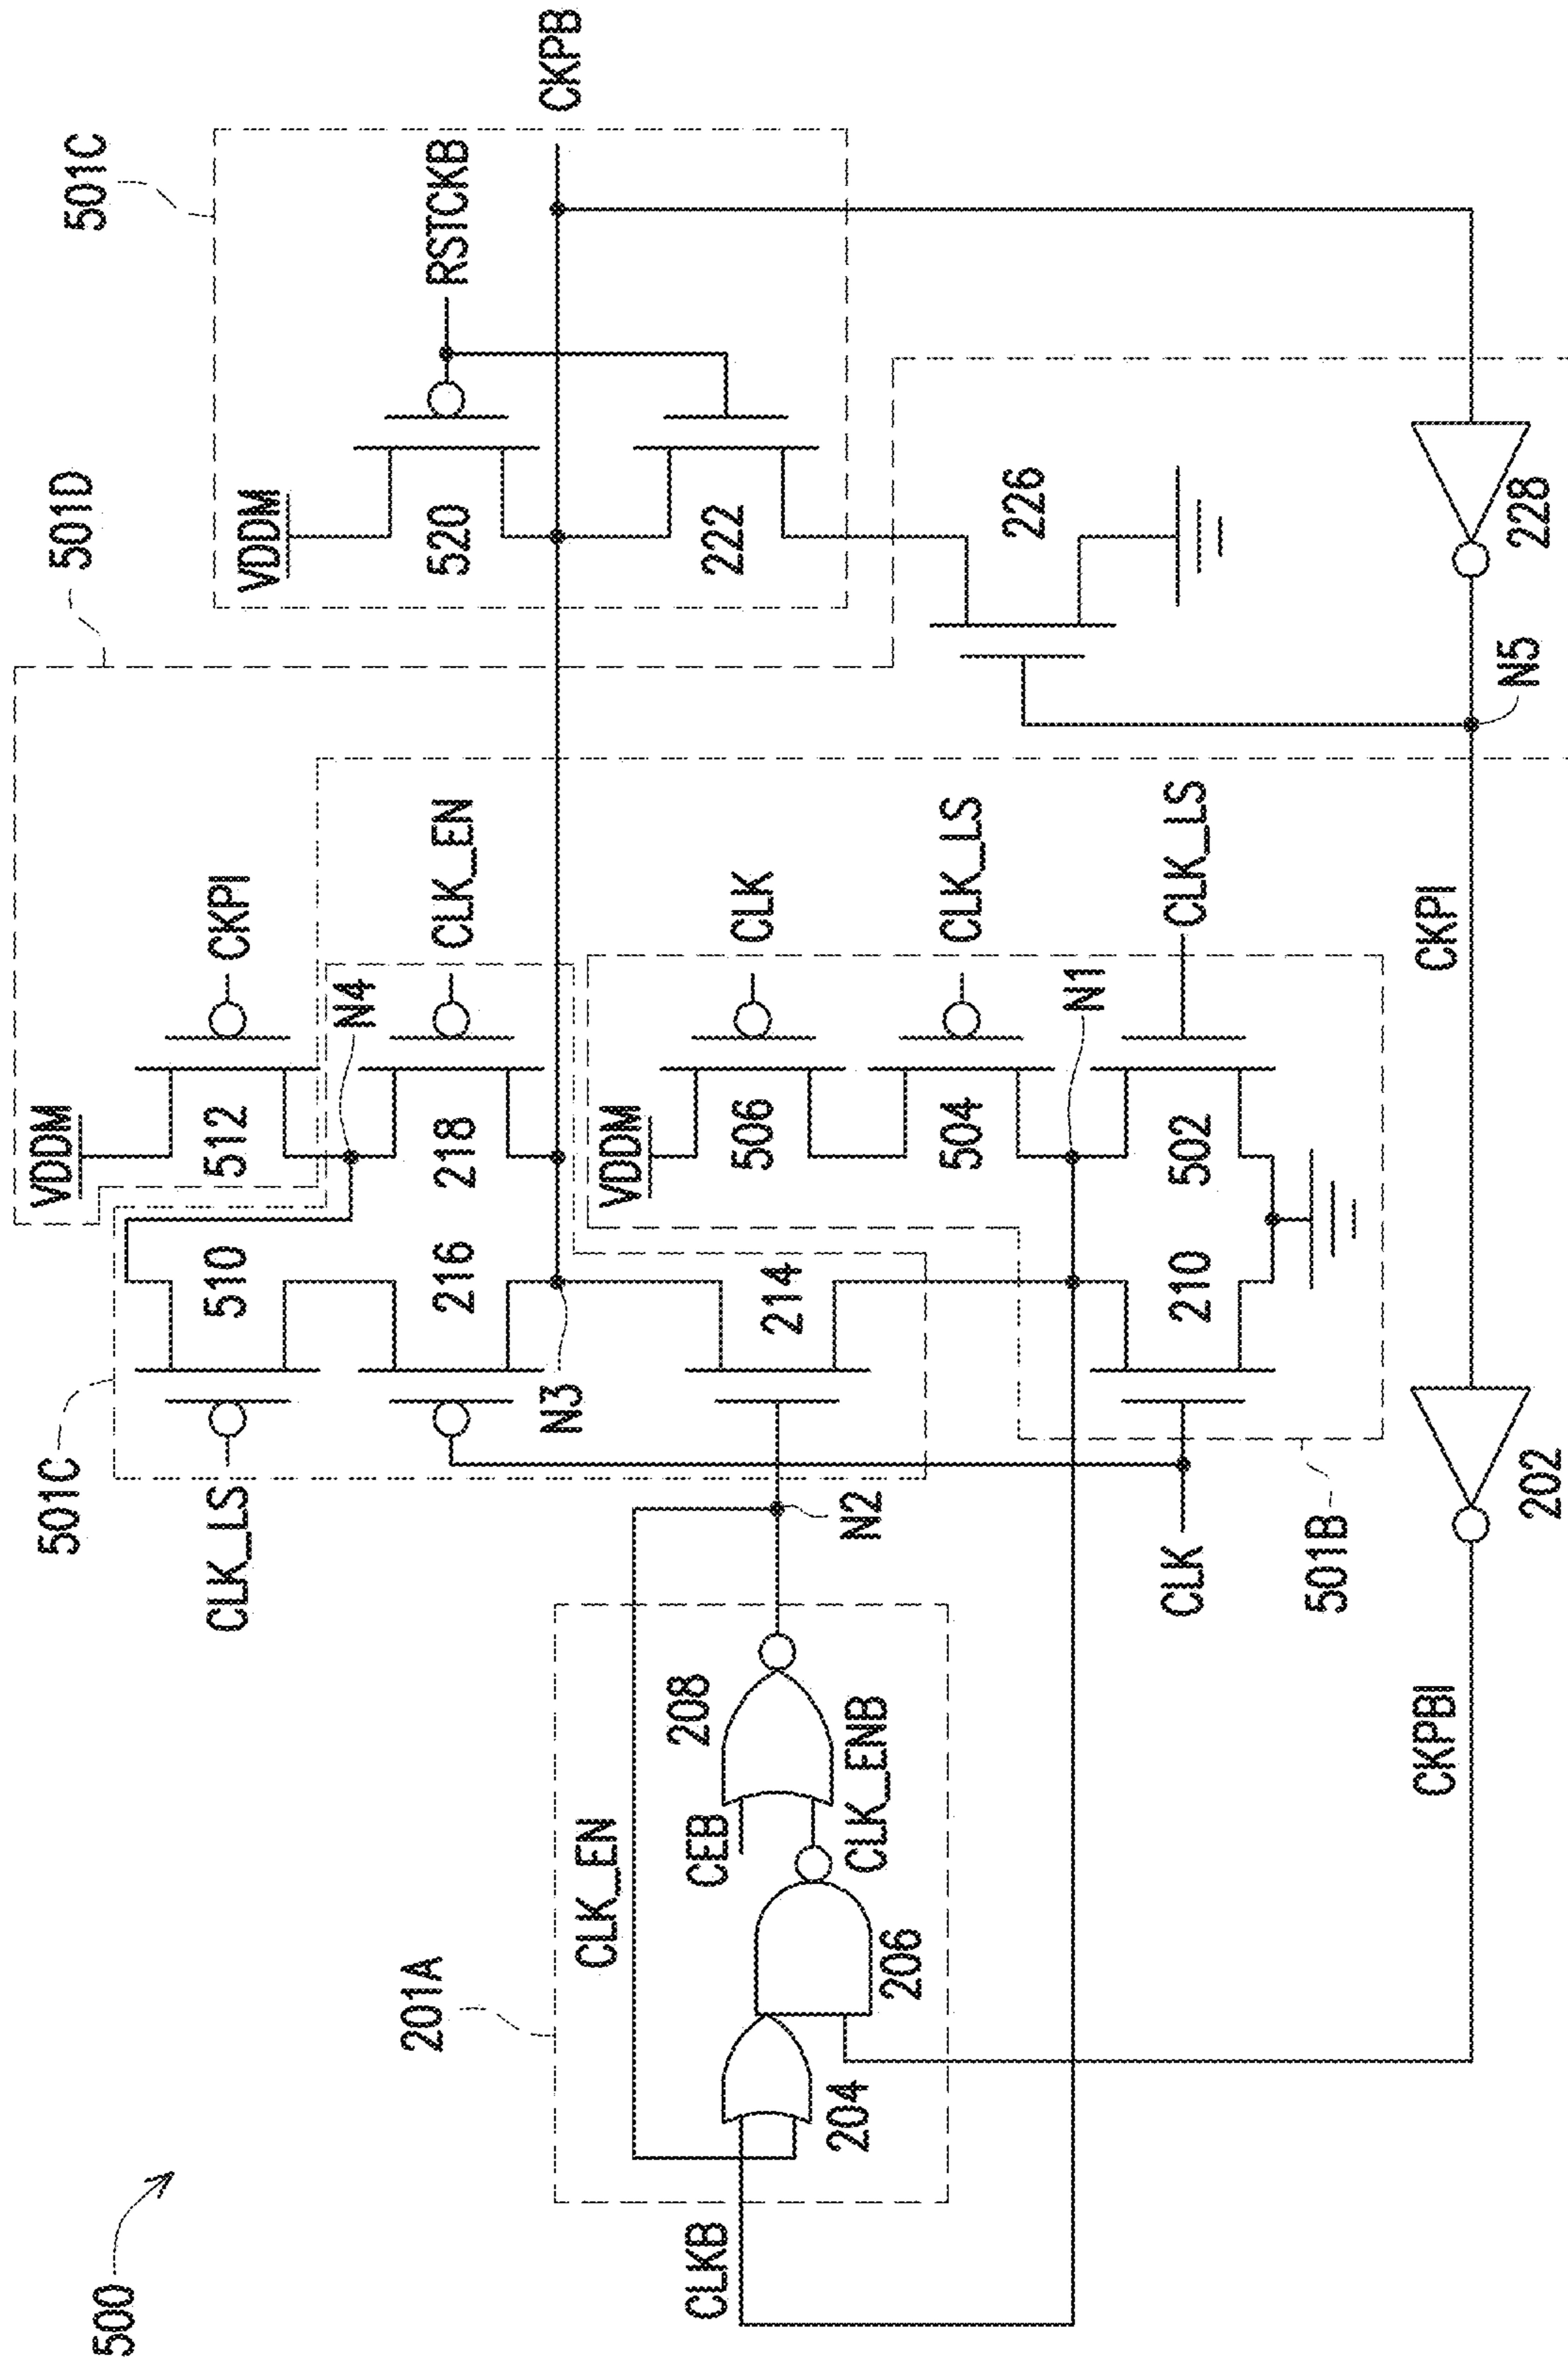 500
501C
501D
501C
VDDM
CKPI
VDDM
RSTCKB
CKPB
CLK_LS
510
512
N4
520
216
218
CLK_EN
N3
222
VDDM
CLK
506
201A
CLK_EN
208
CEB
CLK_ENB
206
204
CLKB
N2
214
504
CLK_LS
N1
226
CLK
210
502
CLK_LS
501B
CKPBI
202
CKPI
N5
228